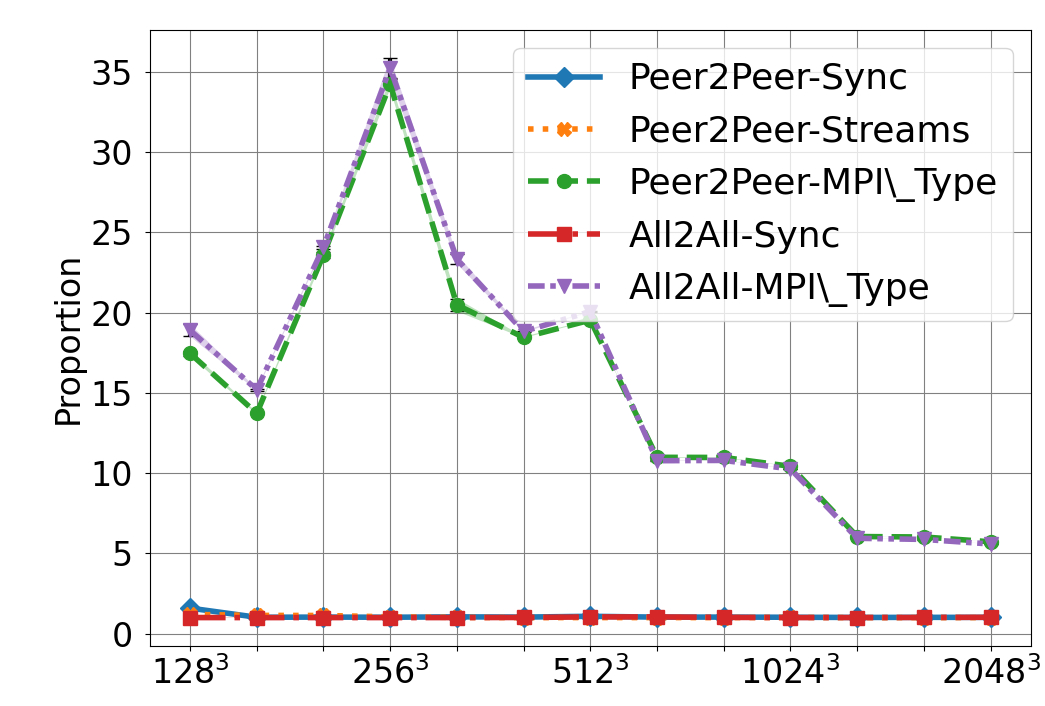 Proportion
35
30
25
20
15
10
5
0
128³
256³
512³
1024³
2048³
Peer2Peer-Sync
Peer2Peer-Streams
Peer2Peer-MPI\_Type
All2All-Sync
All2All-MPI\_Type